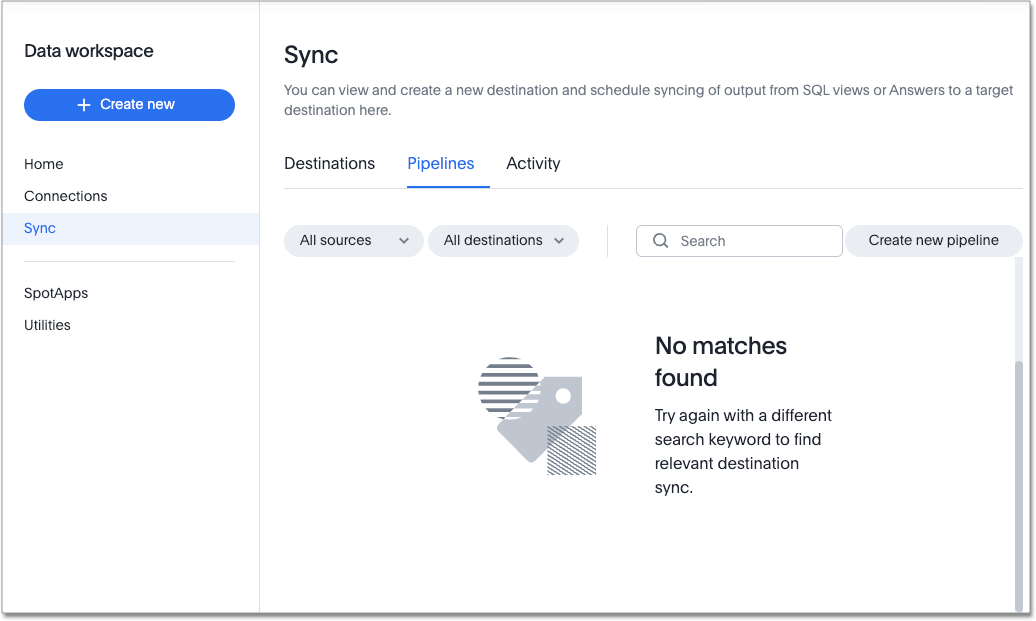 Data workspace
Create new
Home
Connections
Sync
SpotApps
Utilities
Sync
You can view and create a new destination and schedule syncing of output from SQL views or Answers to a target
destination here.
Destinations
Pipelines
Activity
All sources
All destinations
Search
Create new pipeline
No matches
found
Try again with a different
search keyword to find
relevant destination
sync.